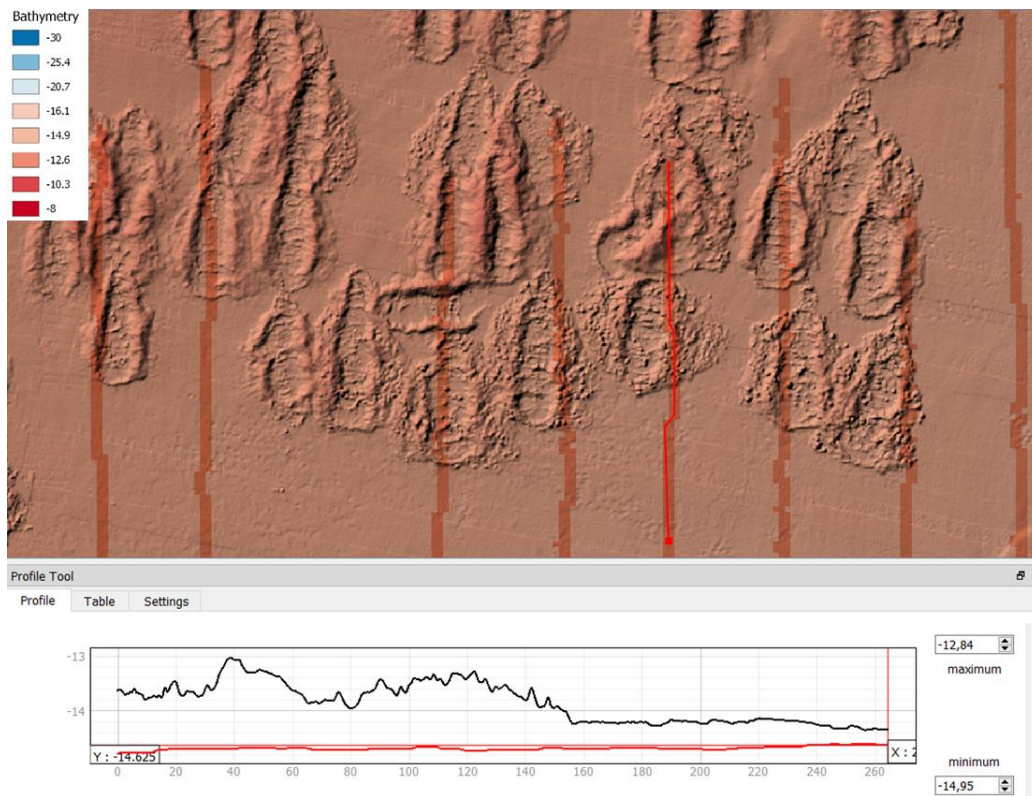 Bathymetry
-30
-25.4
-20.7
-16.1
-14.9
-12.6
-10.3
-8
Profile Tool
Profile Table Settings
-13
-14
Y : -14.625
X : 2
0 20 40 60 80 100 120 140 160 180 200 220 240 260
-12,84
maximum
minimum
-14,95